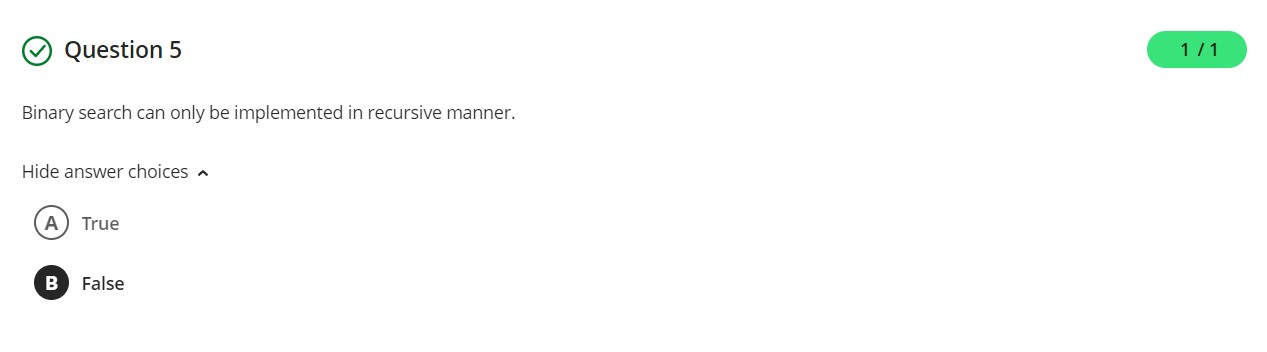 Question 5
1 / 1
Binary search can only be implemented in recursive manner.
Hide answer choices
A True
B False